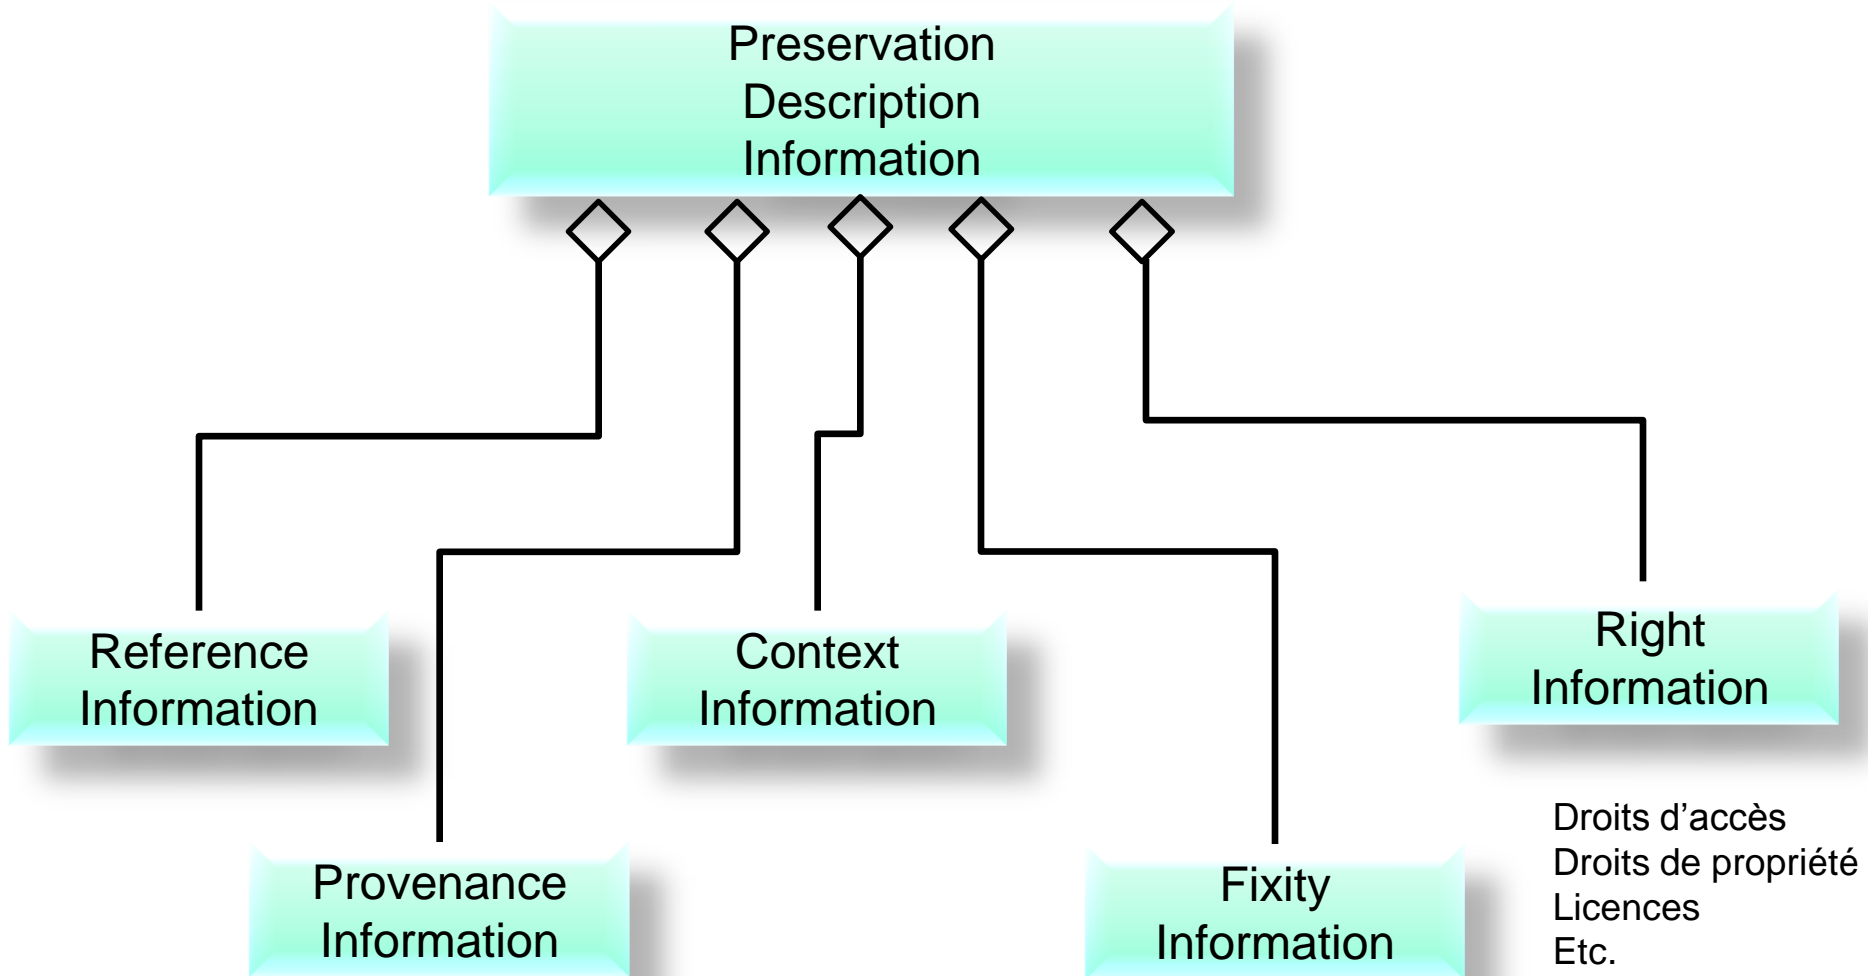 Preservation
Description
Information
Reference
Information
Context
Information
Right
Information
Provenance
Information
Fixity
Information
Droits d’accès
Droits de propriété
Licences
Etc.